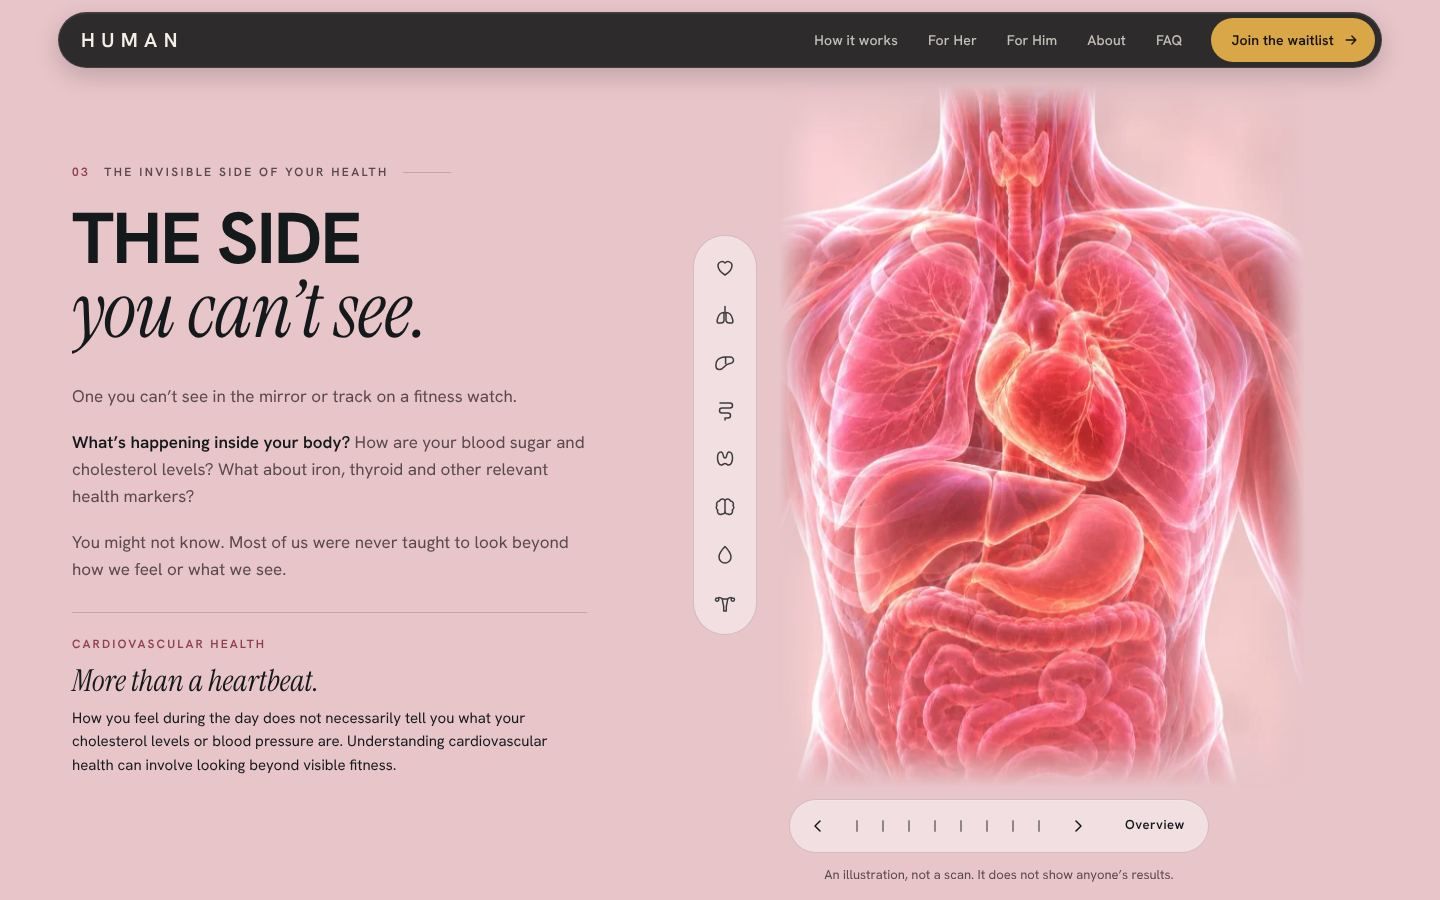 HUMAN
How it works
For Her
For Him
About
FAQ
Join the waitlist
03 THE INVISIBLE SIDE OF YOUR HEALTH
THE SIDE
you can’t see.
One you can’t see in the mirror or track on a fitness watch.
What’s happening inside your body? How are your blood sugar and
cholesterol levels? What about iron, thyroid and other relevant
health markers?
You might not know. Most of us were never taught to look beyond
how we feel or what we see.
CARDIOVASCULAR HEALTH
More than a heartbeat.
How you feel during the day does not necessarily tell you what your
cholesterol levels or blood pressure are. Understanding cardiovascular
health can involve looking beyond visible fitness.
Overview
An illustration, not a scan. It does not show anyone’s results.